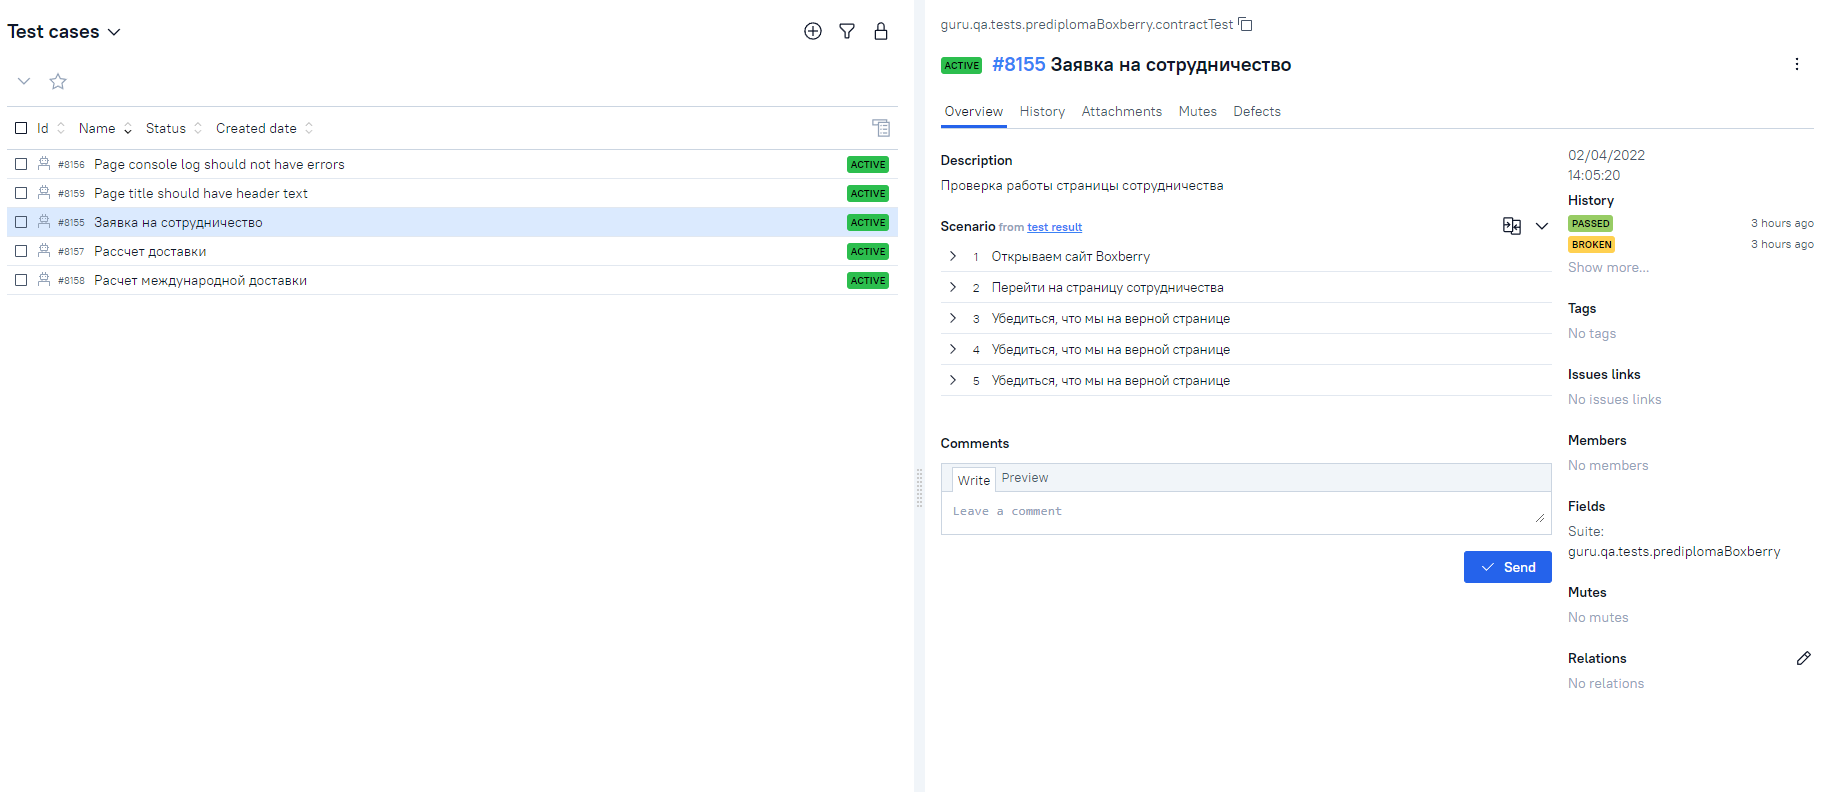 Test cases
Id Name Status Created date
#8156 Page console log should not have errors ACTIVE
#8159 Page title should have header text ACTIVE
#8155 Заявка на сотрудничество ACTIVE
#8157 Рассчет доставки ACTIVE
#8158 Расчет международной доставки ACTIVE
guru.qa.tests.prediplomaBoxberry.contractTest
ACTIVE #8155 Заявка на сотрудничество
Overview History Attachments Mutes Defects
Description
Проверка работы страницы сотрудничества
Scenario from test result
1 Открываем сайт Boxberry
2 Перейти на страницу сотрудничества
3 Убедиться, что мы на верной странице
4 Убедиться, что мы на верной странице
5 Убедиться, что мы на верной странице
Comments
Write Preview
Leave a comment
Send
02/04/2022
14:05:20
History
PASSED 3 hours ago
BROKEN 3 hours ago
Show more...
Tags
No tags
Issues links
No issues links
Members
No members
Fields
Suite:
guru.qa.tests.prediplomaBoxberry
Mutes
No mutes
Relations
No relations